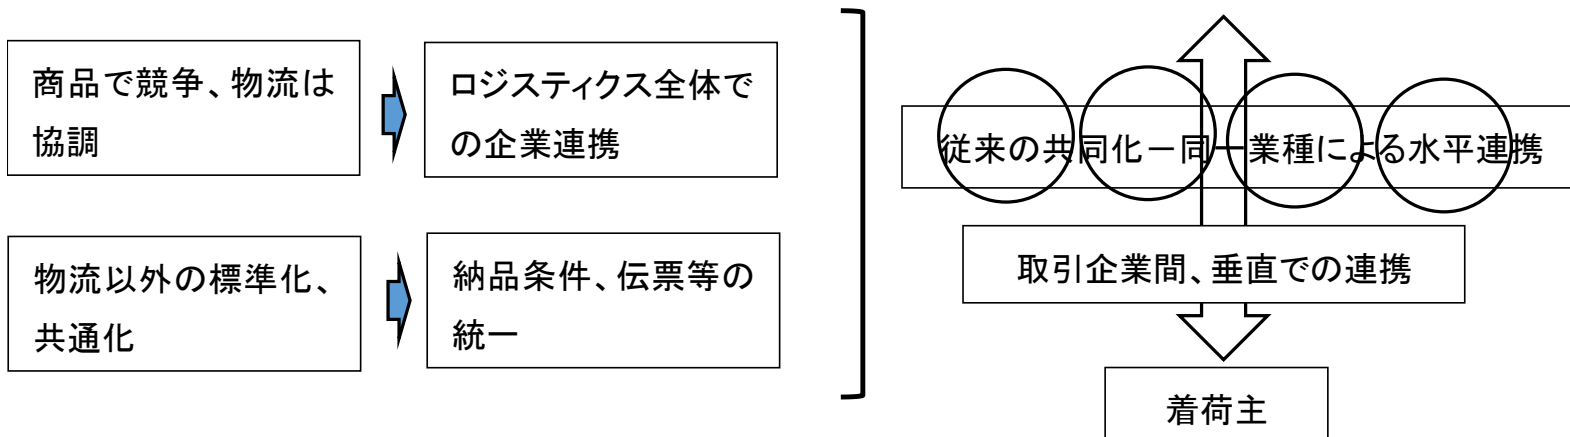 商品で競争、物流は
協調
ロジスティクス全体で
の企業連携
物流以外の標準化、
共通化
納品条件、伝票等の
統一
従来の共同化－同一業種による水平連携
取引企業間、垂直での連携
着荷主